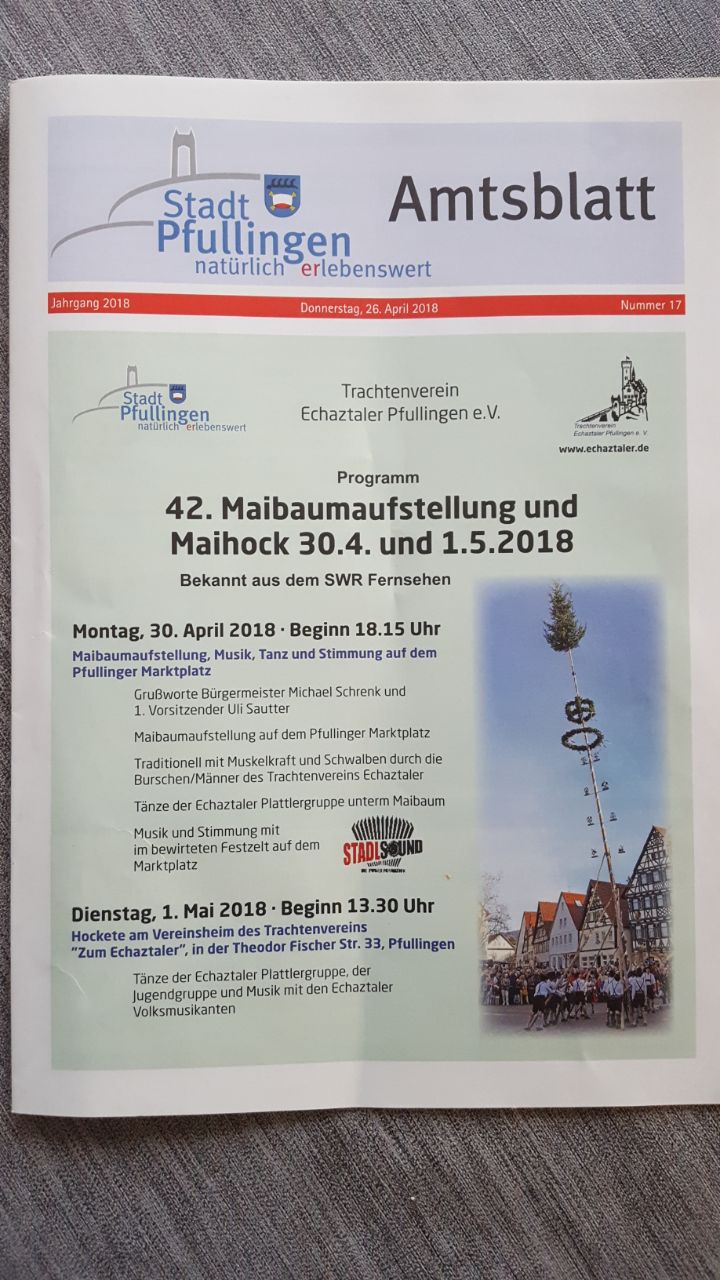 Stadt
Pfullingen
natürlich erlebenswert
Amtsblatt
Jahrgang 2018
Donnerstag, 26. April 2018
Nummer 17
Stadt
Pfullingen
natürlich erlebenswert
Trachtenverein
Echaztaler Pfullingen e.V.
Trachtenverein
Echaztaler Pfullingen e. V.
www.echaztaler.de
Programm
42. Maibaumaufstellung und
Maihock 30.4. und 1.5.2018
Bekannt aus dem SWR Fernsehen
Montag, 30. April 2018 · Beginn 18.15 Uhr
Maibaumaufstellung, Musik, Tanz und Stimmung auf dem
Pfullinger Marktplatz
Grußworte Bürgermeister Michael Schrenk und
1. Vorsitzender Uli Sautter
Maibaumaufstellung auf dem Pfullinger Marktplatz
Traditionell mit Muskelkraft und Schwalben durch die
Burschen/Männer des Trachtenvereins Echaztaler
Tänze der Echaztaler Plattlergruppe unterm Maibaum
Musik und Stimmung mit
im bewirteten Festzelt auf dem
Marktplatz
STADLSOUND
Dienstag, 1. Mai 2018 · Beginn 13.30 Uhr
Hockete am Vereinsheim des Trachtenvereins
"Zum Echaztaler", in der Theodor Fischer Str. 33, Pfullingen
Tänze der Echaztaler Plattlergruppe, der
Jugendgruppe und Musik mit den Echaztaler
Volksmusikanten